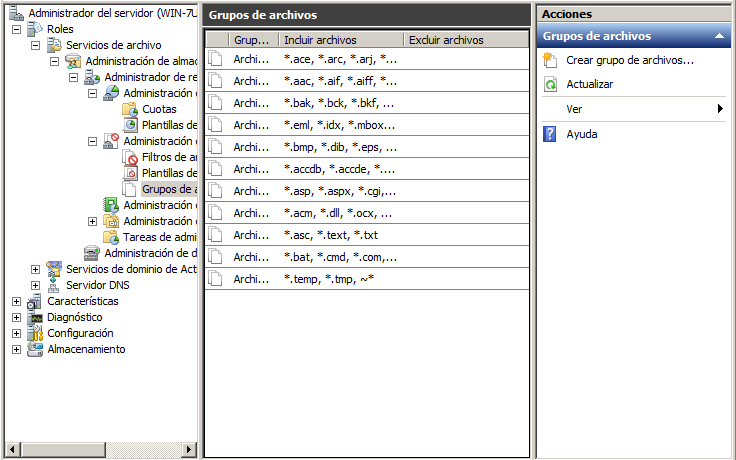 Administrador del servidor (WIN-7U
Roles
Servicios de archivo
Administración de almac
Administrador de re
Administración d
Cuotas
Plantillas de
Administración d
Filtros de ar
Plantillas de
Grupos de a
Administración d
Administración d
Tareas de admi
Administración de d
Servicios de dominio de Acti
Servidor DNS
Características
Diagnóstico
Configuración
Almacenamiento
Grupos de archivos
Grup... Incluir archivos Excluir archivos
Archi... *.ace, *.arc, *.arj, *...
Archi... *.aac, *.aif, *.aiff, *...
Archi... *.bak, *.bck, *.bkf, ...
Archi... *.eml, *.idx, *.mbox...
Archi... *.bmp, *.dib, *.eps, ...
Archi... *.accdb, *.accde, *....
Archi... *.asp, *.aspx, *.cgi,...
Archi... *.acm, *.dll, *.ocx, ...
Archi... *.asc, *.text, *.txt
Archi... *.bat, *.cmd, *.com,...
Archi... *.temp, *.tmp, ~*
Acciones
Grupos de archivos
Crear grupo de archivos...
Actualizar
Ver
Ayuda